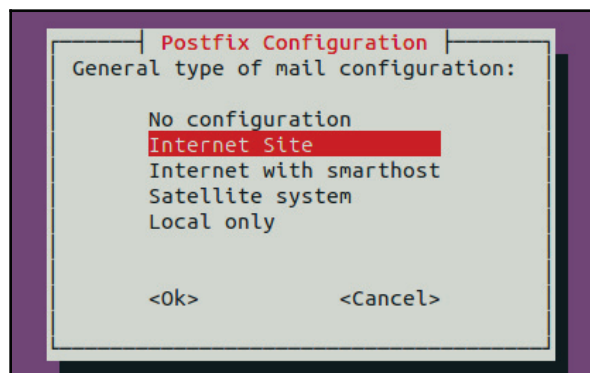 Postfix Configuration
General type of mail configuration:
No configuration
Internet Site
Internet with smarthost
Satellite system
Local only
<Ok> <Cancel>